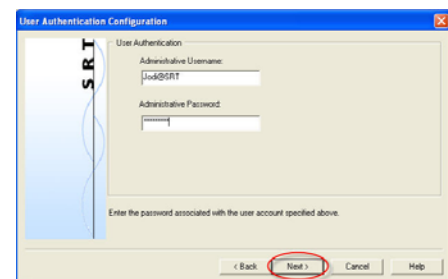 User Authentication Configuration
SRT
User Authentication
Administrative Username:
Jodi@SRT
Administrative Password:
*********
Enter the password associated with the user account specified above.
< Back
Next >
Cancel
Help